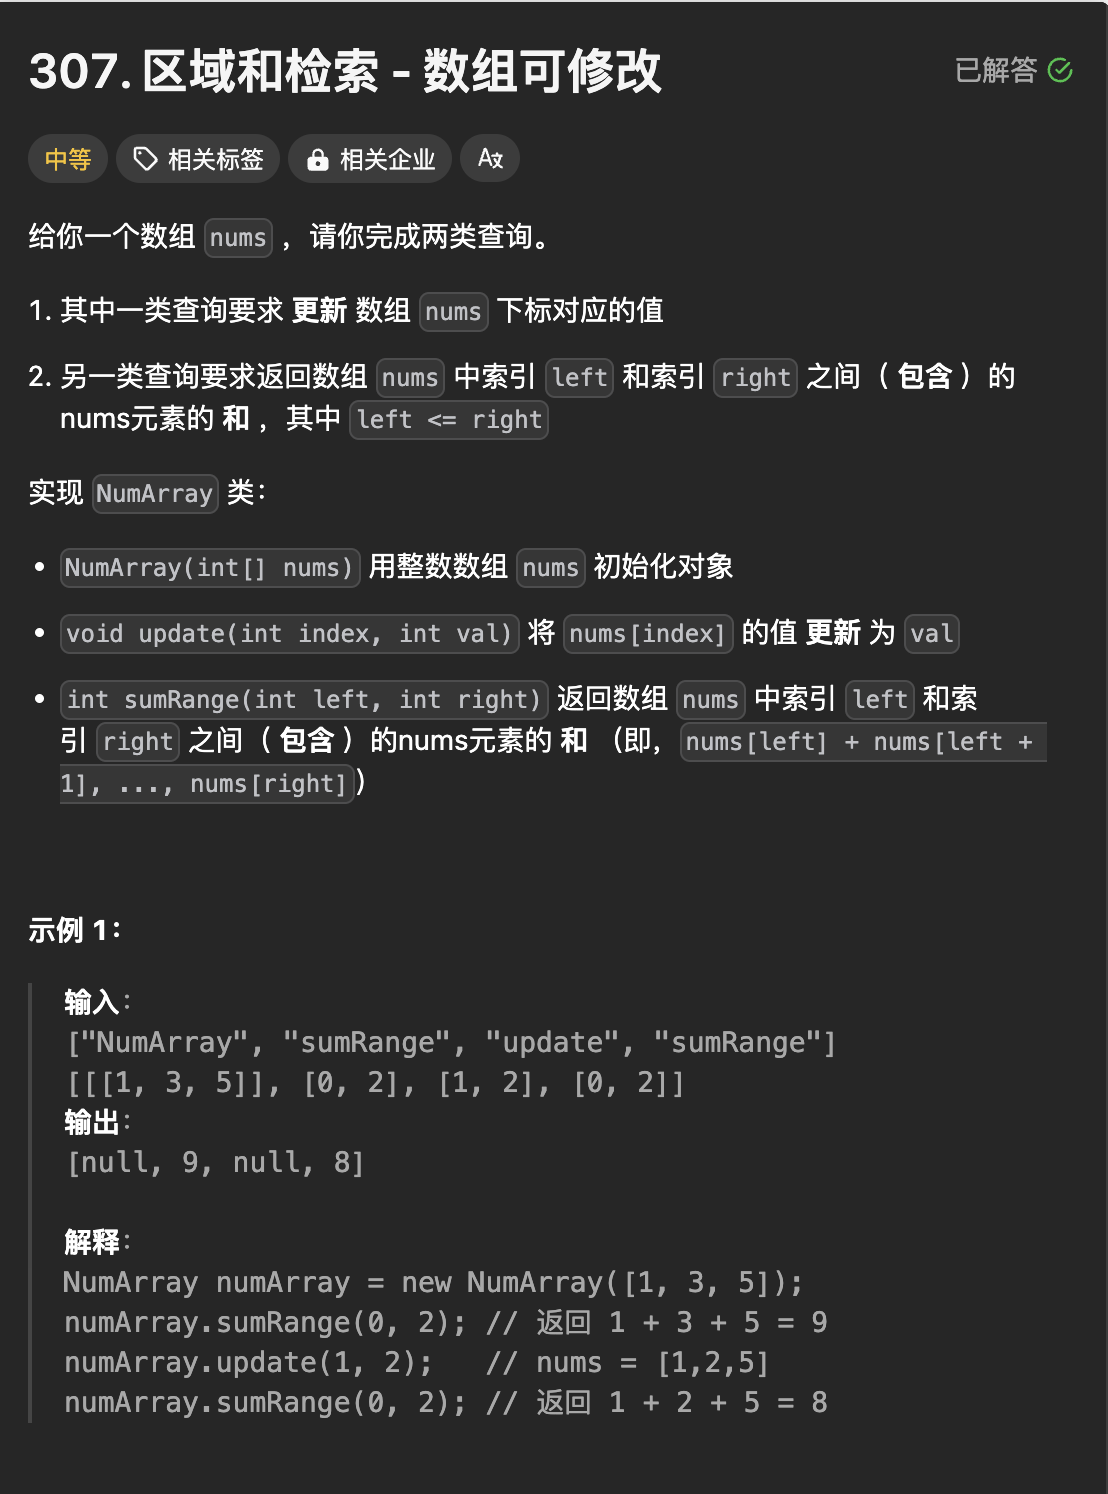 307. 区域和检索 - 数组可修改
已解答
中等 相关标签 相关企业 A文
给你一个数组 nums ，请你完成两类查询。
1. 其中一类查询要求 更新 数组 nums 下标对应的值
2. 另一类查询要求返回数组 nums 中索引 left 和索引 right 之间（ 包含 ）的
nums元素的 和 ，其中 left <= right
实现 NumArray 类：
• NumArray(int[] nums) 用整数数组 nums 初始化对象
• void update(int index, int val) 将 nums[index] 的值 更新 为 val
• int sumRange(int left, int right) 返回数组 nums 中索引 left 和索
引 right 之间（ 包含 ）的nums元素的 和 （即，nums[left] + nums[left +
1], ..., nums[right]）
示例 1：
输入：
["NumArray", "sumRange", "update", "sumRange"]
[[[1, 3, 5]], [0, 2], [1, 2], [0, 2]]
输出：
[null, 9, null, 8]
解释：
NumArray numArray = new NumArray([1, 3, 5]);
numArray.sumRange(0, 2); // 返回 1 + 3 + 5 = 9
numArray.update(1, 2);   // nums = [1,2,5]
numArray.sumRange(0, 2); // 返回 1 + 2 + 5 = 8